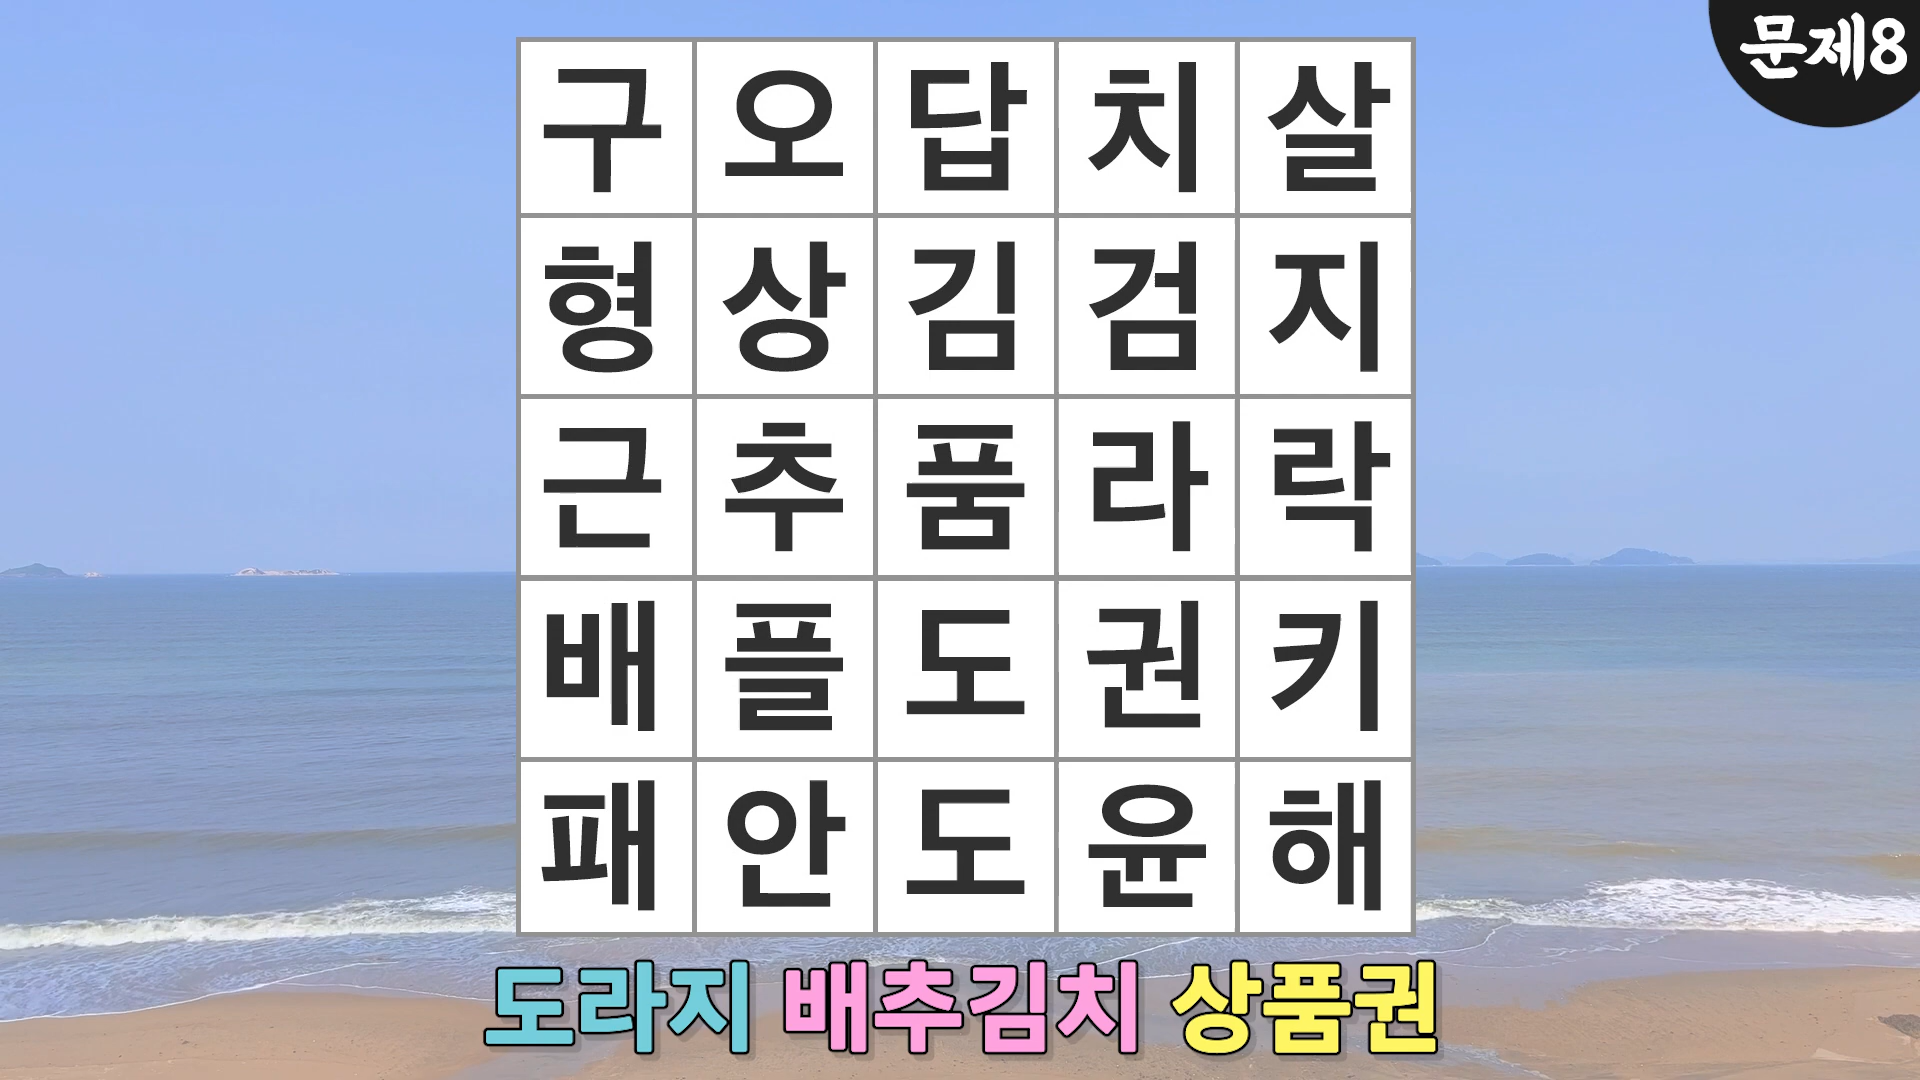 문제8
구 오 답 치 살
형 상 김 검 지
근 추 품 라 락
배 플 도 권 키
패 안 도 윤 해
도라지 배추김치 상품권